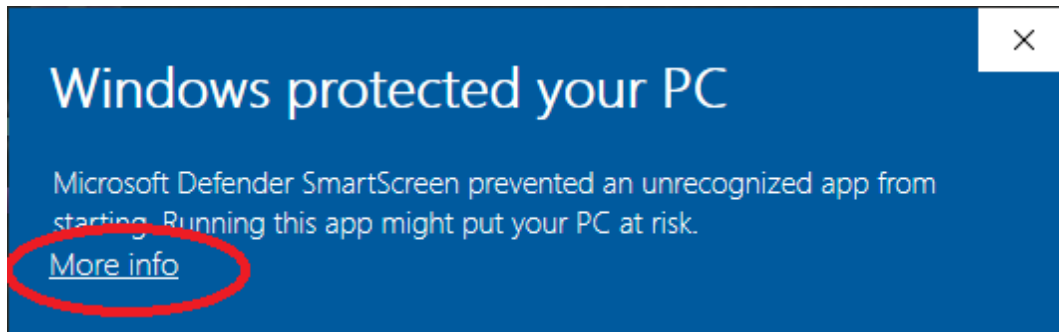 Windows protected your PC
Microsoft Defender SmartScreen prevented an unrecognized app from
starting. Running this app might put your PC at risk.
More info